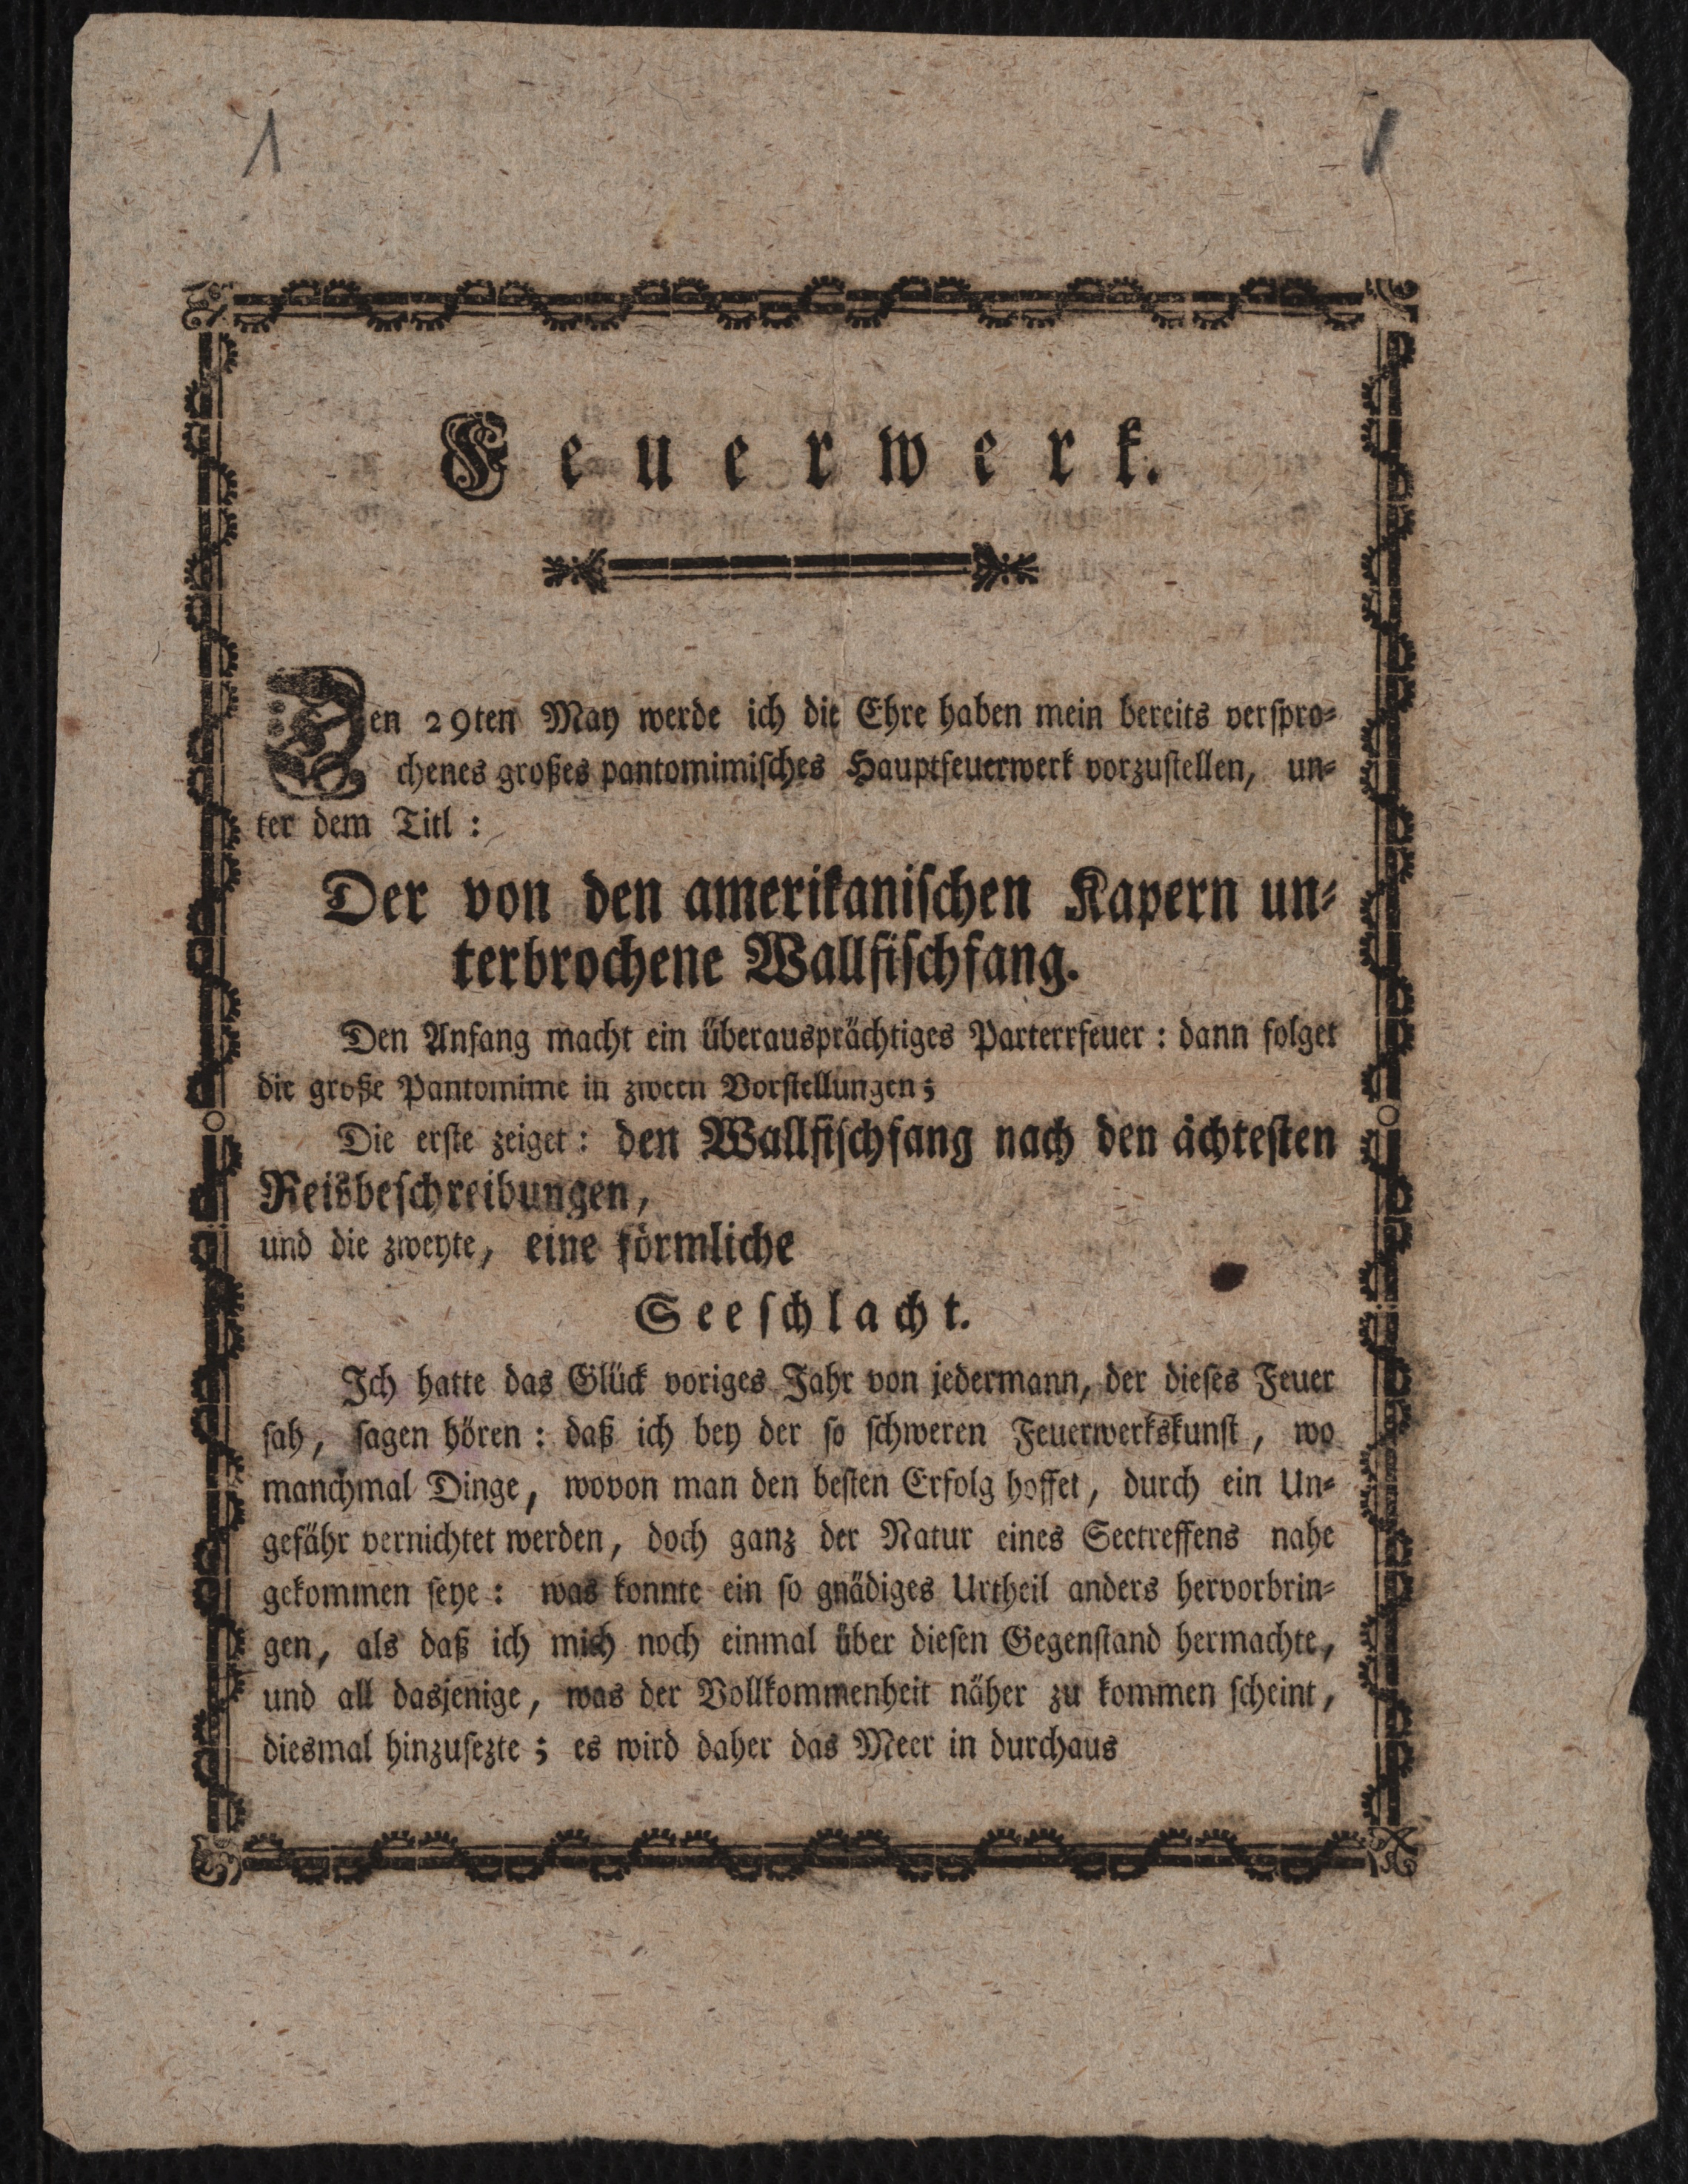 1
Feuerwerk.
Den 29ten May werde ich die Ehre haben mein bereits verspro-
chenes großes pantomimisches Hauptfeuerwerk vorzustellen, un-
ter dem Titl :
Der von den amerikanischen Kapern un-
terbrochene Wallfischfang.
Den Anfang macht ein überausprächtiges Parterrfeuer : dann folget
die große Pantomime in zween Vorstellungen;
Die erste zeiget : den Wallfischfang nach den ächtesten
Reisbeschreibungen,
und die zweyte, eine förmliche
Seeschlacht.
Ich hatte das Glück voriges Jahr von jedermann, der dieses Feuer
sah, sagen hören : daß ich bey der so schweren Feuerwerkskunst, wo
manchmal Dinge, wovon man den besten Erfolg hoffet, durch ein Un-
gefähr vernichtet werden, doch ganz der Natur eines Seetreffens nahe
gekommen seye : was konnte ein so gnädiges Urtheil anders hervorbrin-
gen, als daß ich mich noch einmal über diesen Gegenstand hermachte,
und all dasjenige, was der Vollkommenheit näher zu kommen scheint,
diesmal hinzusezte ; es wird daher das Meer in durchaus